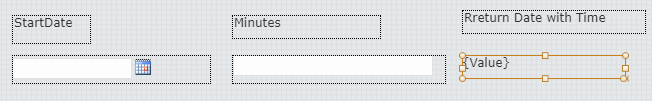 StartDate
Minutes
Rreturn Date with Time
{Value}